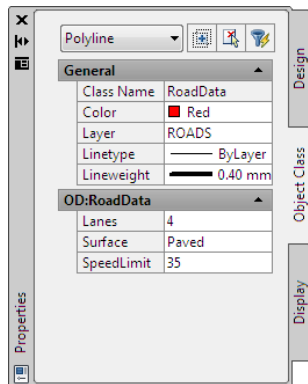 Polyline
General
Class Name RoadData
Color Red
Layer ROADS
Linetype ByLayer
Lineweight 0.40 mm
OD:RoadData
Lanes 4
Surface Paved
SpeedLimit 35
Properties
Design
Object Class
Display